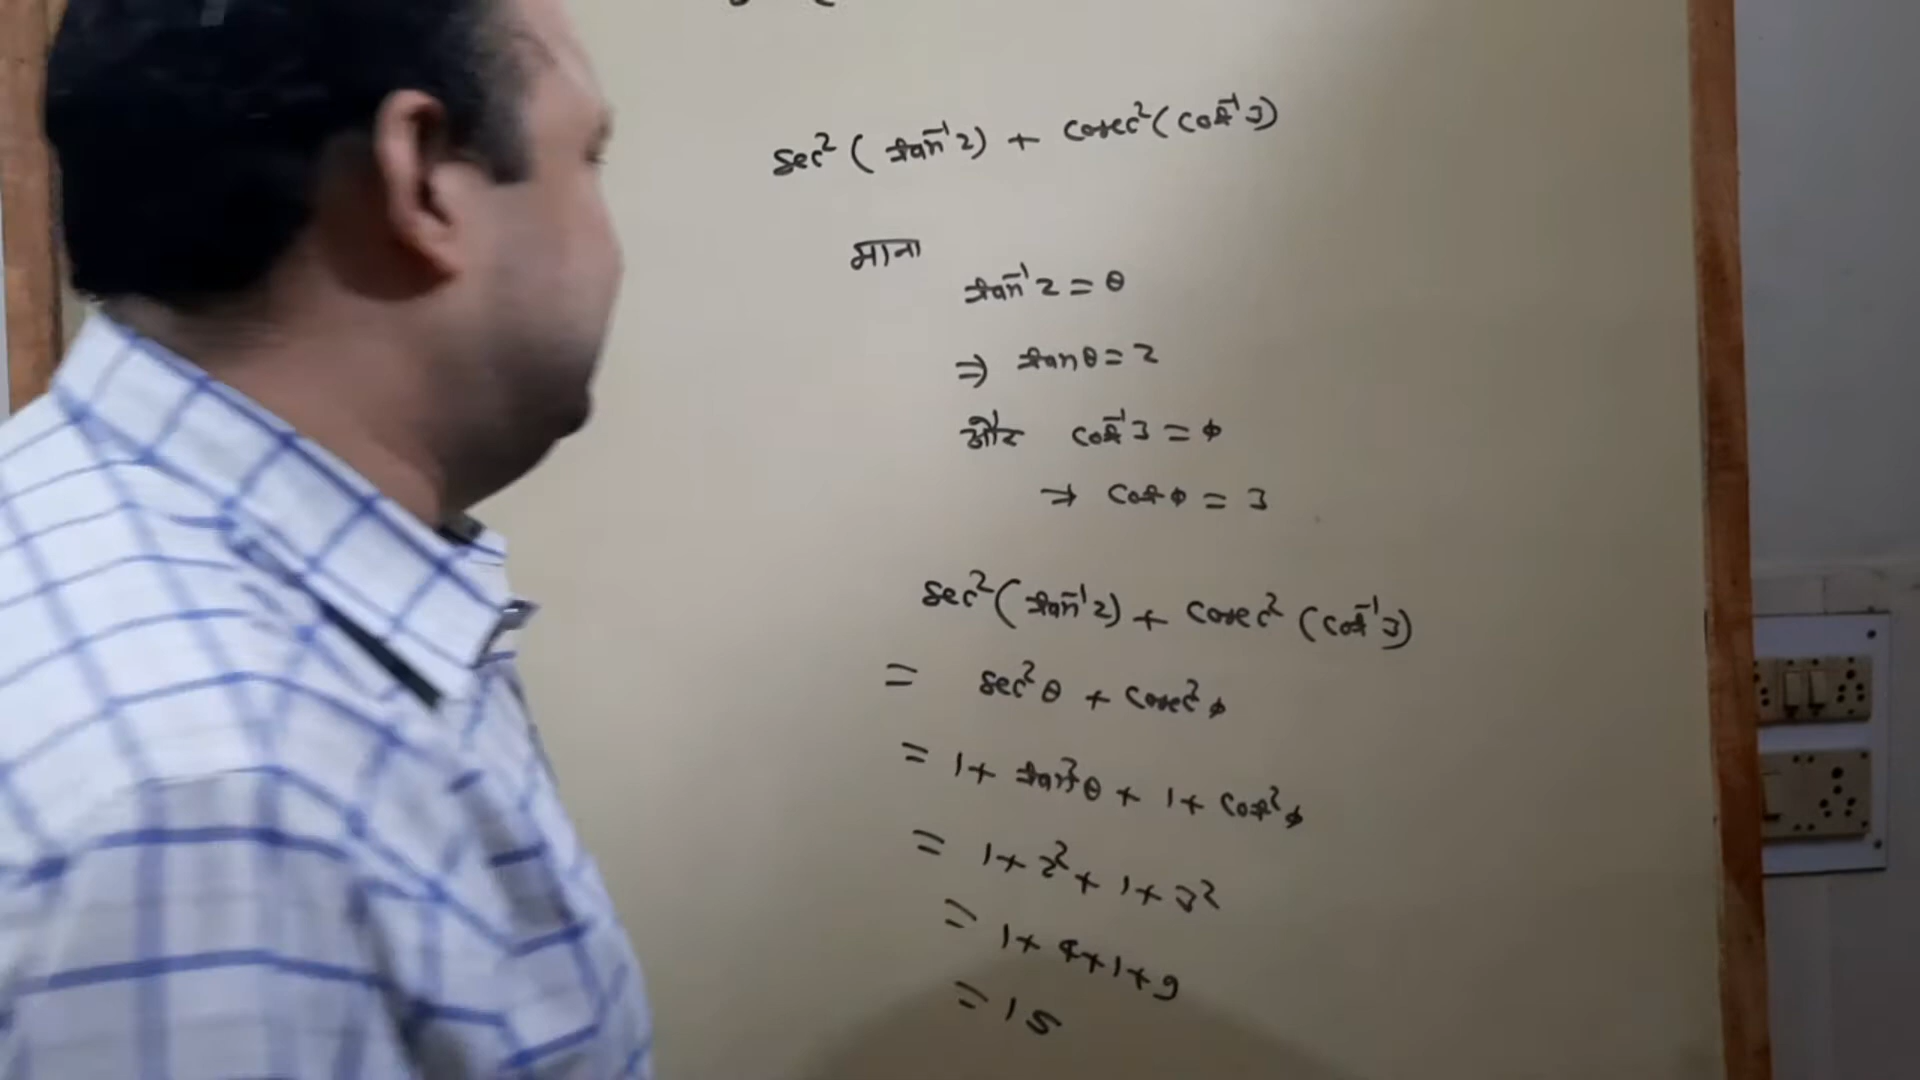 sec²(tan⁻¹2) + cosec²(cot⁻¹3)
माना
tan⁻¹2 = θ
⇒ tanθ = 2
और cot⁻¹3 = ϕ
⇒ cotϕ = 3
sec²(tan⁻¹2) + cosec²(cot⁻¹3)
= sec²θ + cosec²ϕ
= 1 + tan²θ + 1 + cot²ϕ
= 1 + 2² + 1 + 3²
= 1 + 4 + 1 + 9
= 15